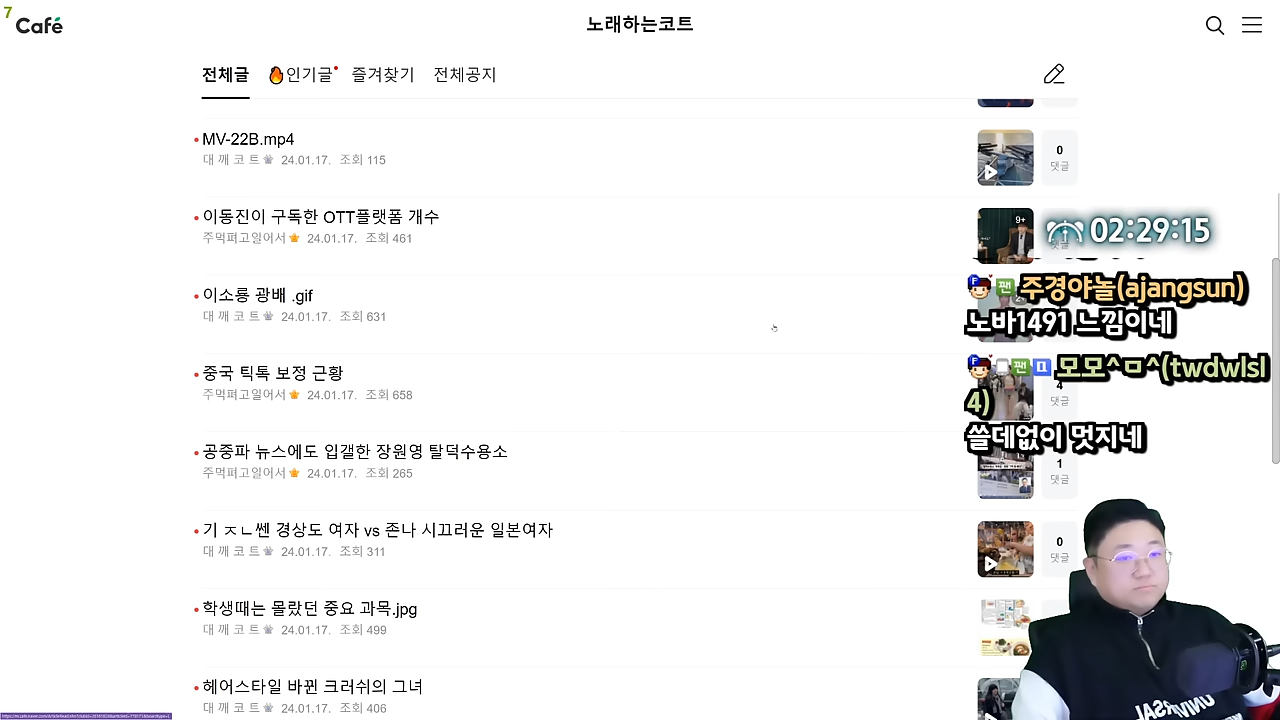 7
Café
노래하는코트
전체글 🔥인기글 즐겨찾기 전체공지
MV-22B.mp4
대 깨 코 트 24.01.17. 조회 115
0
댓글
이동진이 구독한 OTT플랫폼 개수
주먹펴고일어서 24.01.17. 조회 461
9+
02:29:15
이소룡 광배 .gif
대 깨 코 트 24.01.17. 조회 631
팬 주경야놀(ajangsun)
노바1491 느낌이네
중국 틱톡 보정 근황
주먹펴고일어서 24.01.17. 조회 658
4
댓글
팬 모모^ㅁ^(twdwlsl
4)
쓸데없이 멋지네
공중파 뉴스에도 입갤한 장원영 탈덕수용소
주먹펴고일어서 24.01.17. 조회 265
1
댓글
기 ㅈㄴ쎈 경상도 여자 vs 존나 시끄러운 일본여자
대 깨 코 트 24.01.17. 조회 311
0
댓글
학생때는 몰랐던 중요 과목.jpg
대 깨 코 트 24.01.17. 조회 499
헤어스타일 바뀐 크러쉬의 그녀
대 깨 코 트 24.01.17. 조회 406